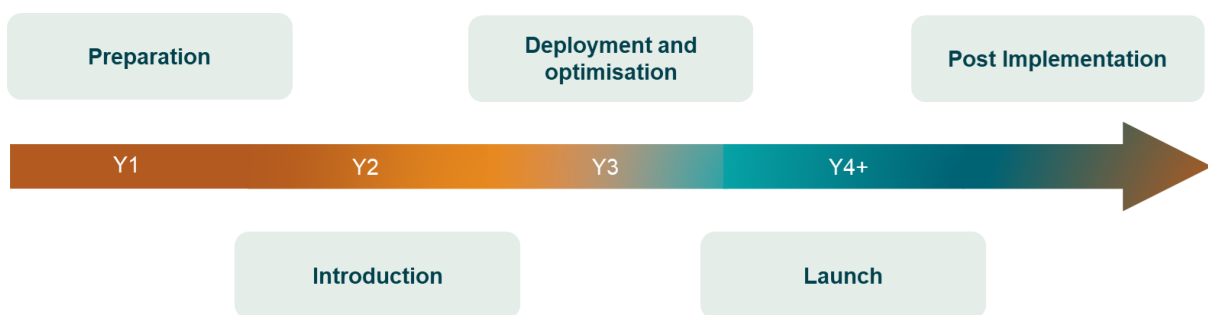 Preparation
Deployment and
optimisation
Post Implementation
Y1
Y2
Y3
Y4+
Introduction
Launch